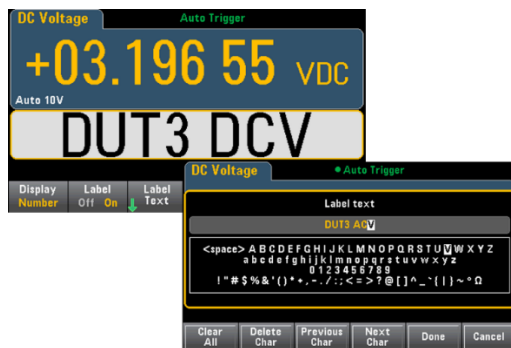 DC Voltage Auto Trigger
+03.196 55 VDC
Auto 10V
DUT3 DCV
Display Label Label
Number Off On Text
DC Voltage Auto Trigger
Label text
DUT3 ACV
<space> A B C D E F G H I J K L M N O P Q R S T U V W X Y Z
a b c d e f g h i j k l m n o p q r s t u v w x y z
0 1 2 3 4 5 6 7 8 9
! " # $ % & ' ( ) * + , - . / : ; < = > ? @ [ ] ^ _ ` { | } ~ ° Ω
Clear Delete Previous Next Done Cancel
All Char Char Char